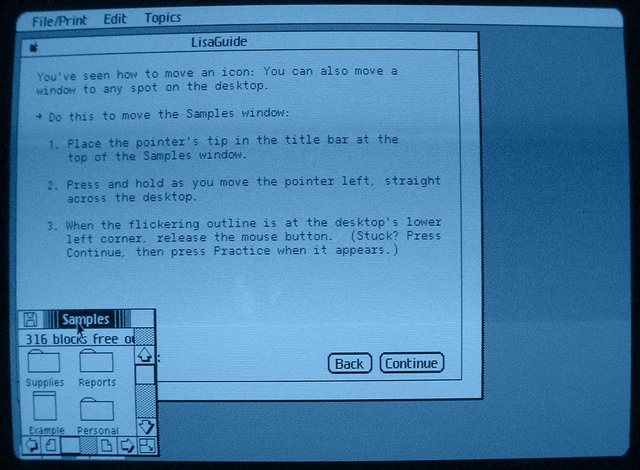 File/Print Edit Topics
LisaGuide
You've seen how to move an icon: You can also move a
window to any spot on the desktop.
→ Do this to move the Samples window:
1. Place the pointer's tip in the title bar at the
top of the Samples window.
2. Press and hold as you move the pointer left, straight
across the desktop.
3. When the flickering outline is at the desktop's lower
left corner, release the mouse button. (Stuck? Press
Continue, then press Practice when it appears.)
Samples
316 blocks free
Supplies Reports
Example Personal
Back Continue